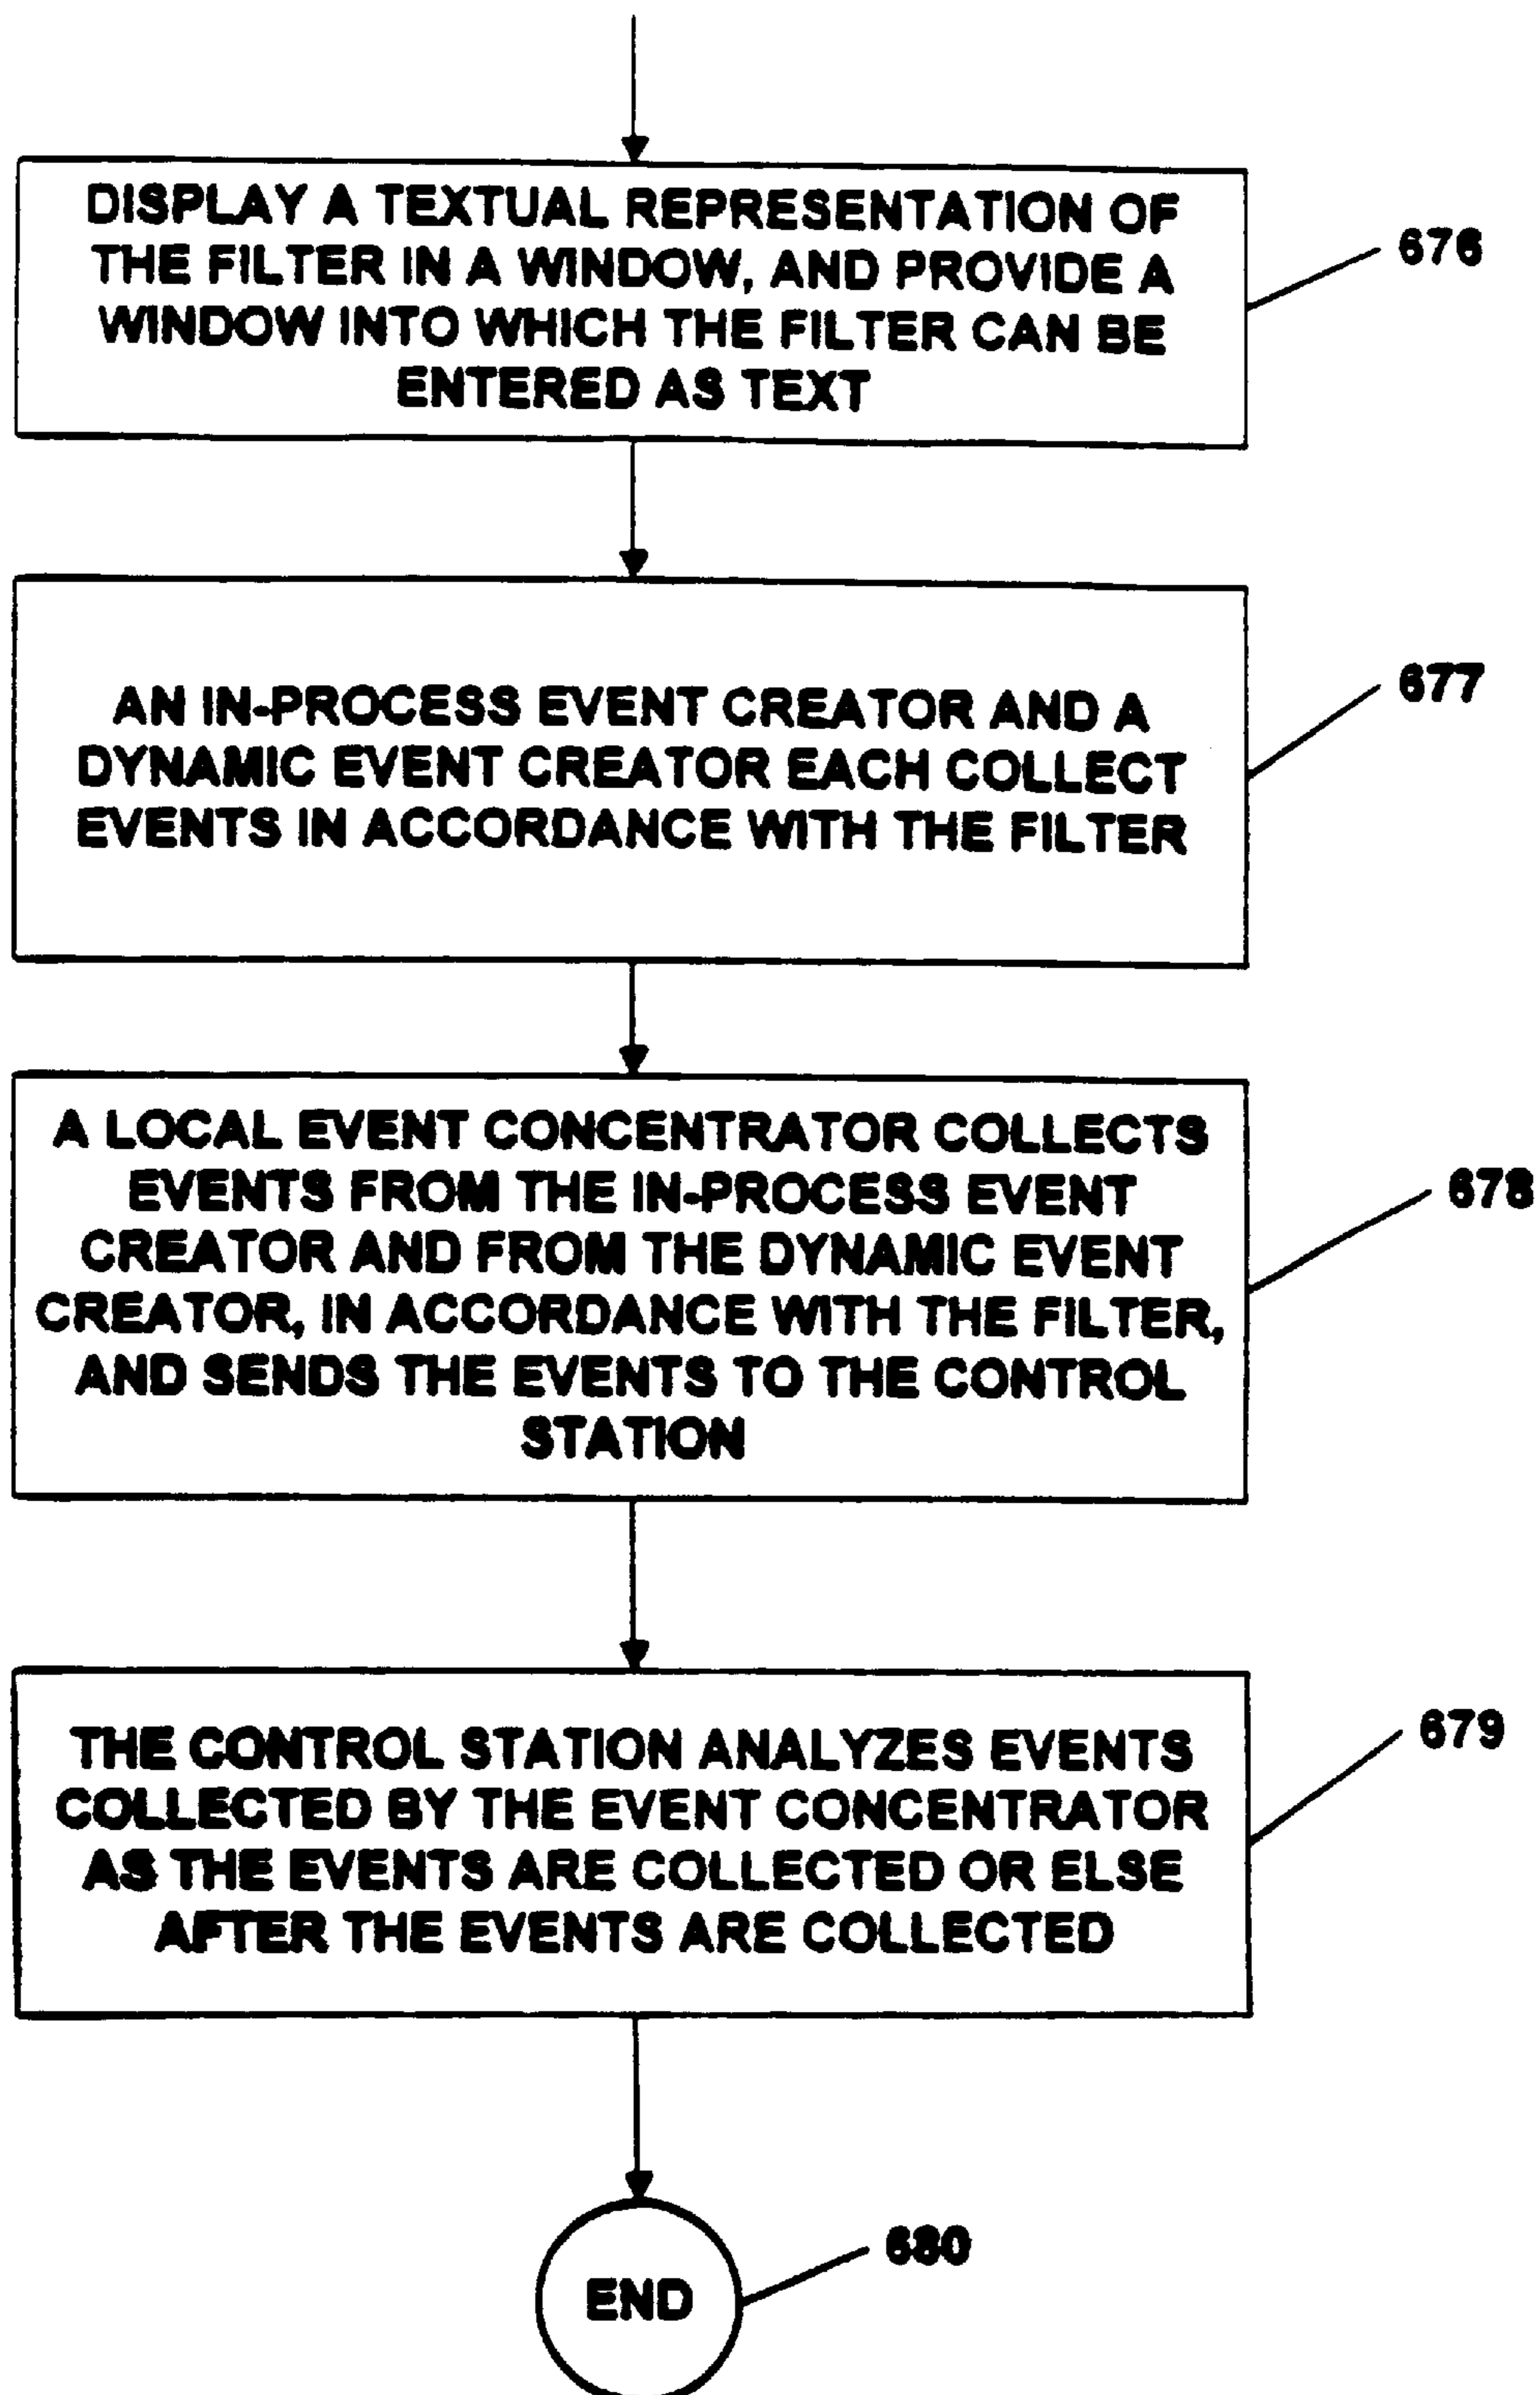 DISPLAY A TEXTUAL REPRESENTATION OF
THE FILTER IN A WINDOW, AND PROVIDE A
WINDOW INTO WHICH THE FILTER CAN BE
ENTERED AS TEXT
676
AN IN-PROCESS EVENT CREATOR AND A
DYNAMIC EVENT CREATOR EACH COLLECT
EVENTS IN ACCORDANCE WITH THE FILTER
677
A LOCAL EVENT CONCENTRATOR COLLECTS
EVENTS FROM THE IN-PROCESS EVENT
CREATOR AND FROM THE DYNAMIC EVENT
CREATOR, IN ACCORDANCE WITH THE FILTER,
AND SENDS THE EVENTS TO THE CONTROL
STATION
678
THE CONTROL STATION ANALYZES EVENTS
COLLECTED BY THE EVENT CONCENTRATOR
AS THE EVENTS ARE COLLECTED OR ELSE
AFTER THE EVENTS ARE COLLECTED
679
END
680